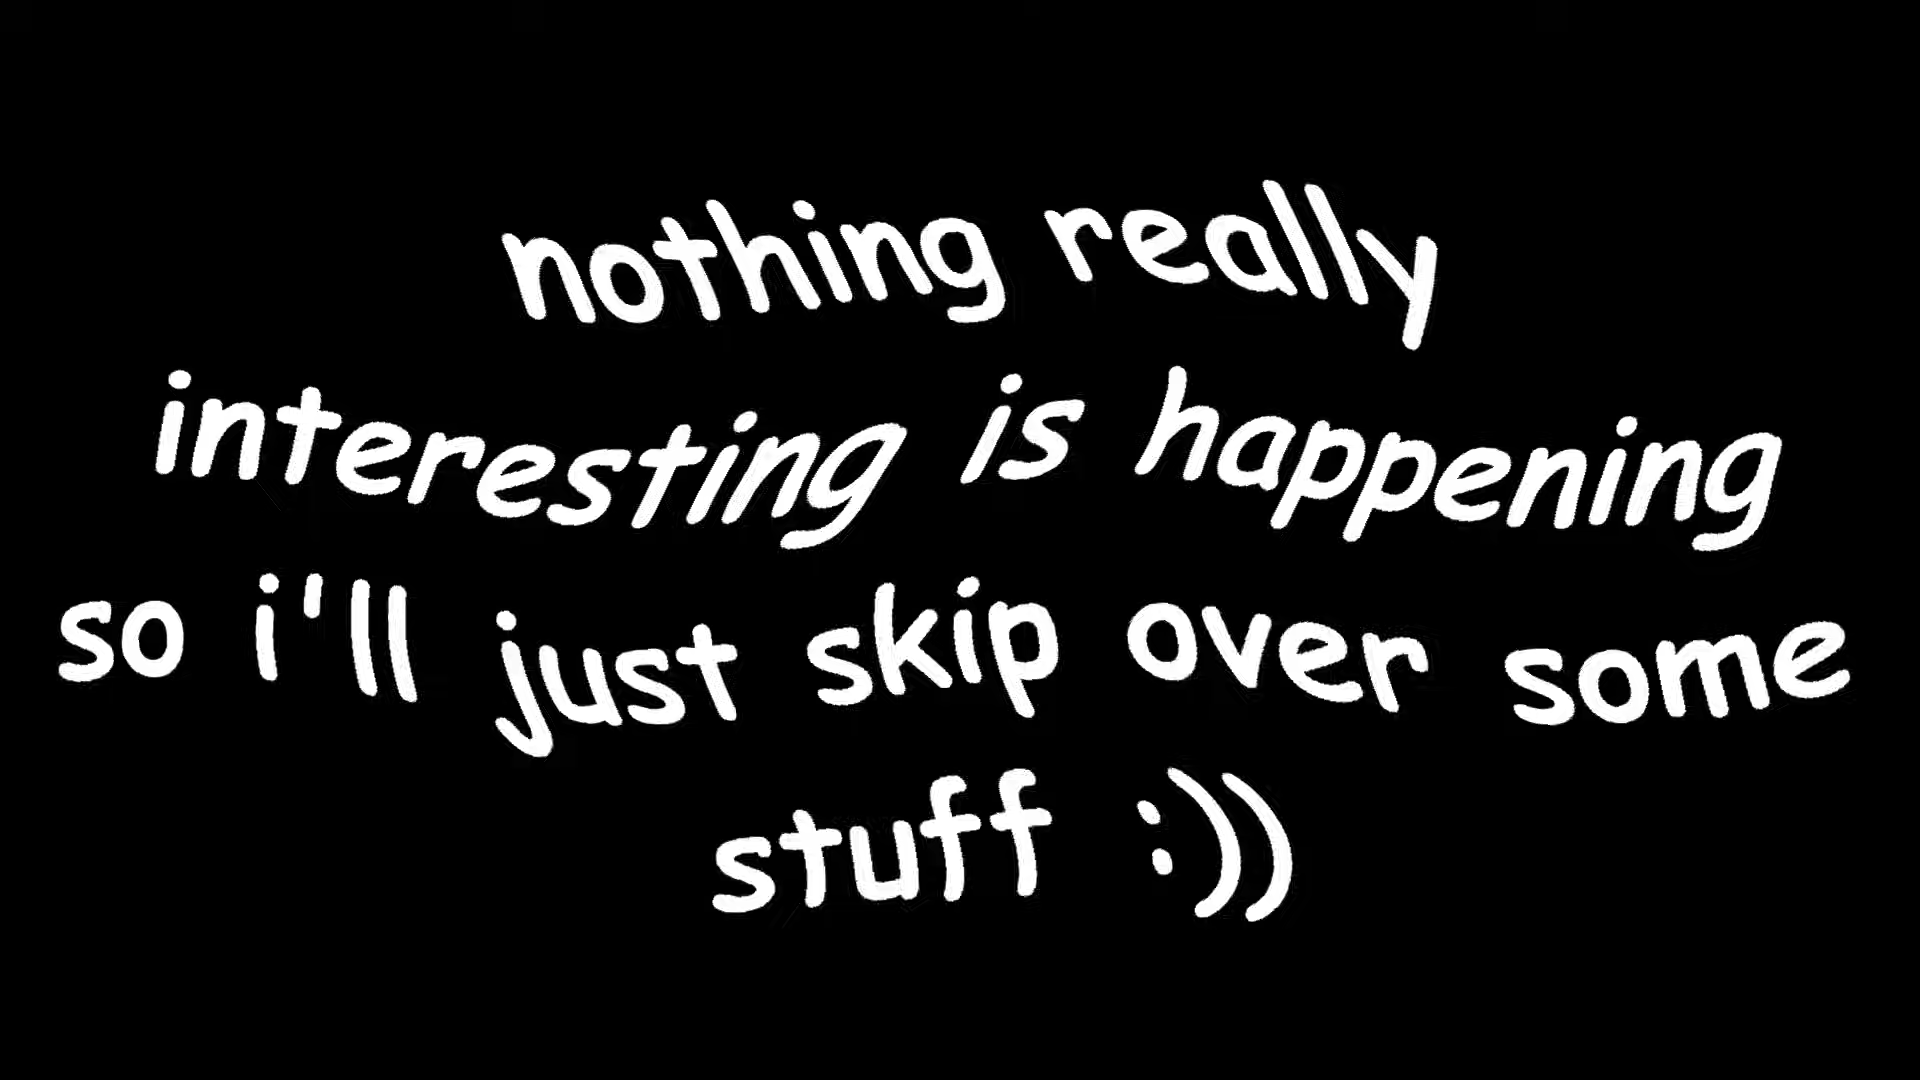 nothing really
interesting is happening
so i'll just skip over some
stuff :))